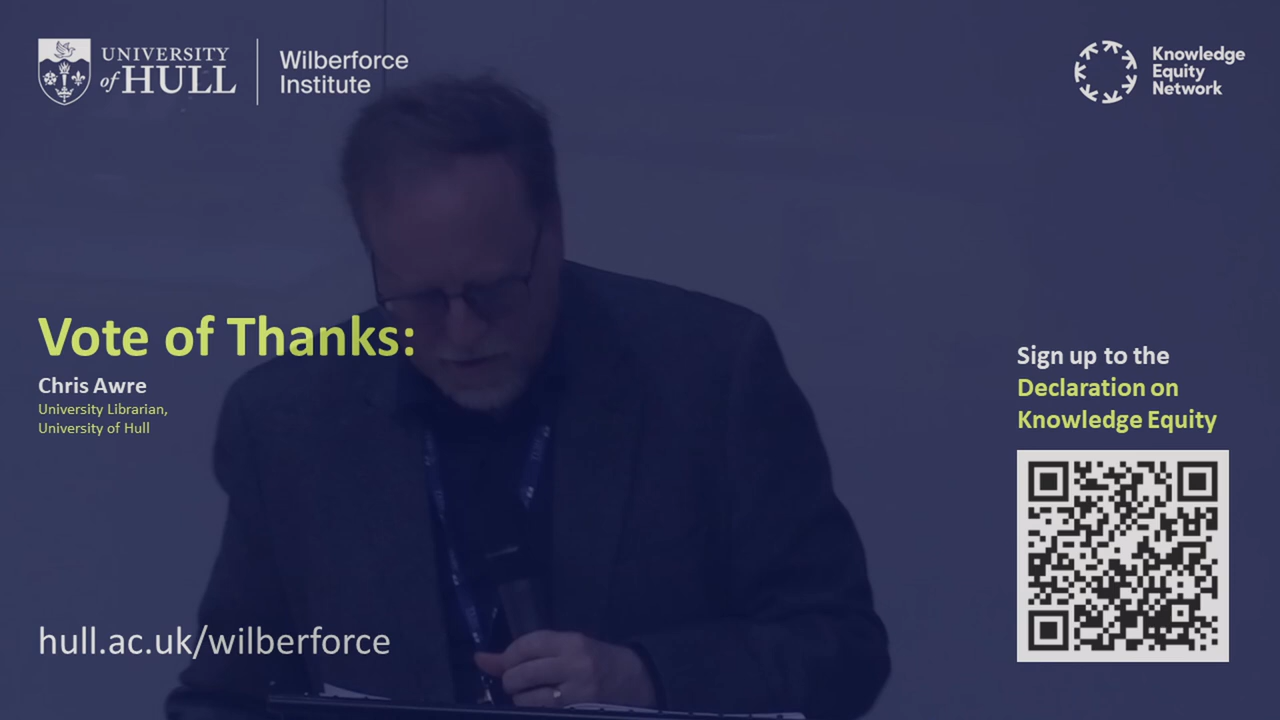 UNIVERSITY
of HULL
Wilberforce
Institute
Knowledge
Equity
Network
Vote of Thanks:
Chris Awre
University Librarian,
University of Hull
Sign up to the
Declaration on
Knowledge Equity
hull.ac.uk/wilberforce